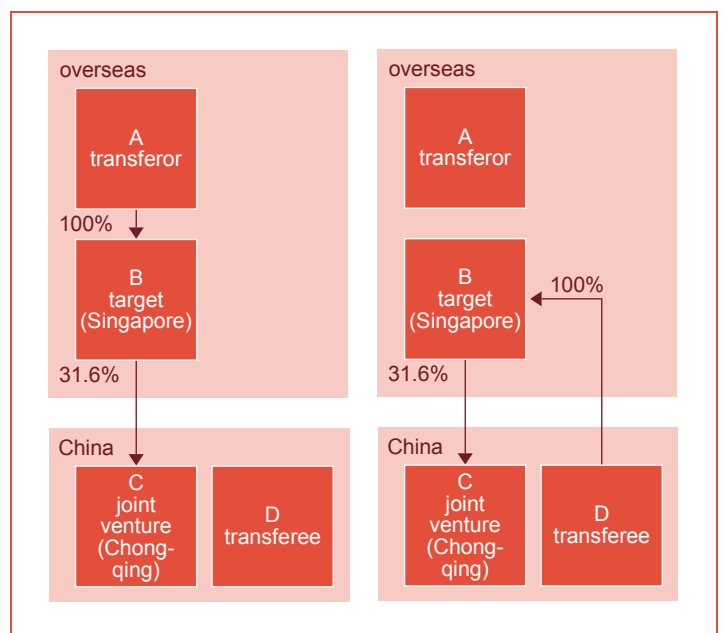 overseas
A
transferor
100%
B
target
(Singapore)
31.6%
China
C
joint
venture
(Chong-
qing)
D
transferee
overseas
A
transferor
B
target
(Singapore)
100%
31.6%
China
C
joint
venture
(Chong-
qing)
D
transferee